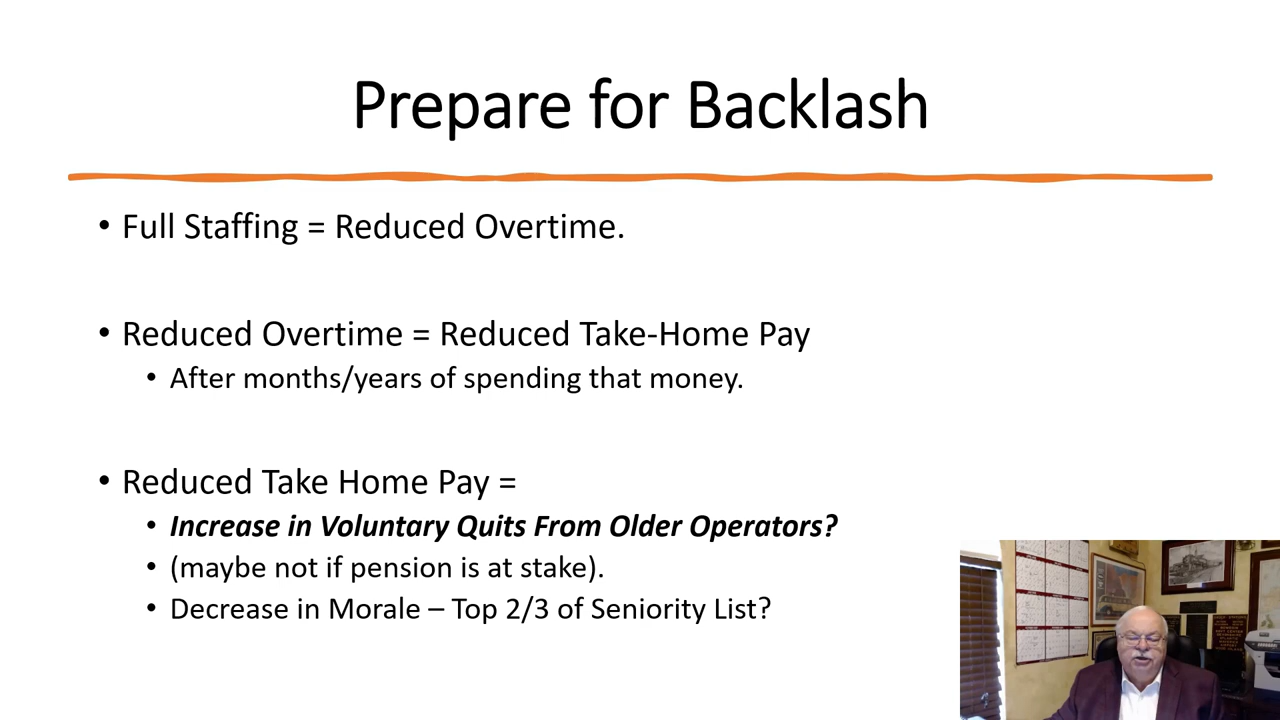 Prepare for Backlash
• Full Staffing = Reduced Overtime.
• Reduced Overtime = Reduced Take-Home Pay
• After months/years of spending that money.
• Reduced Take Home Pay =
• Increase in Voluntary Quits From Older Operators?
• (maybe not if pension is at stake).
• Decrease in Morale – Top 2/3 of Seniority List?